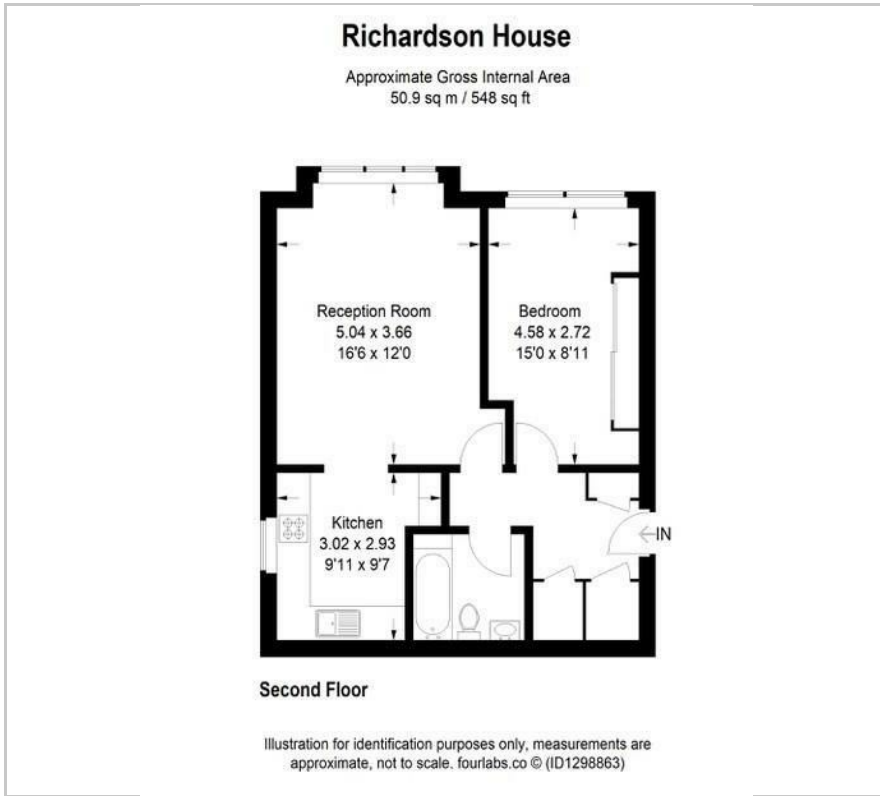 Richardson House
Approximate Gross Internal Area
50.9 sq m / 548 sq ft
Reception Room
5.04 x 3.66
16'6 x 12'0
Bedroom
4.58 x 2.72
15'0 x 8'11
Kitchen
3.02 x 2.93
9'11 x 9'7
IN
Second Floor
Illustration for identification purposes only, measurements are
approximate, not to scale. fourlabs.co © (ID1298863)